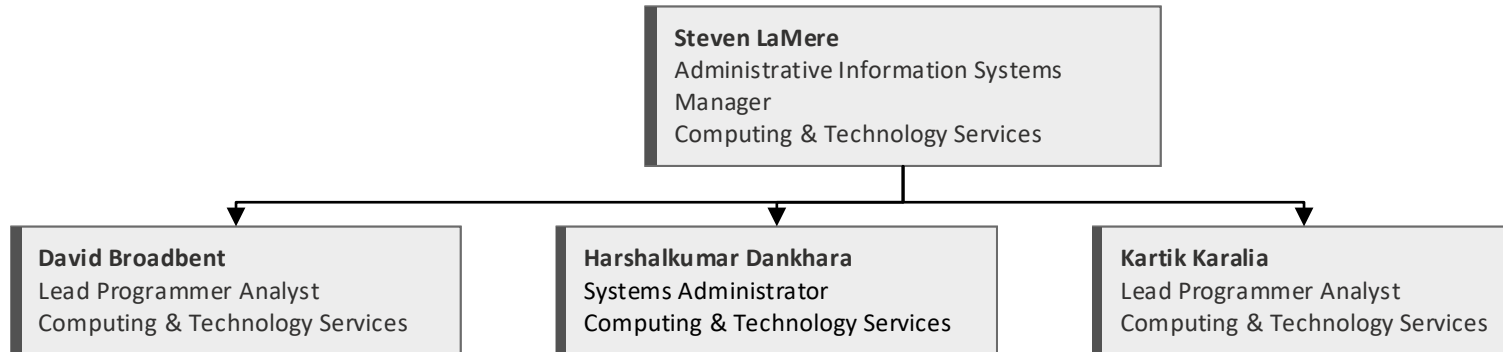 Steven LaMere
Administrative Information Systems
Manager
Computing & Technology Services
David Broadbent
Lead Programmer Analyst
Computing & Technology Services
Harshalkumar Dankhara
Systems Administrator
Computing & Technology Services
Kartik Karalia
Lead Programmer Analyst
Computing & Technology Services